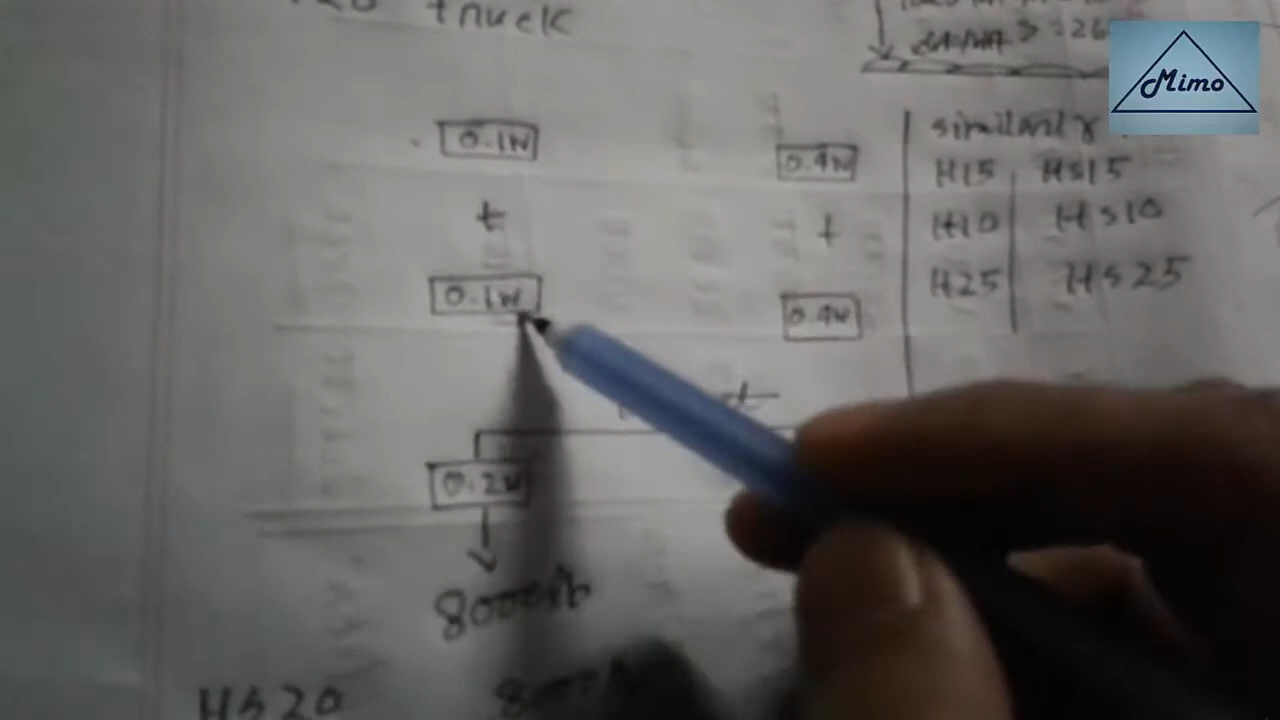 truck
Mimo
0.1W 0.4W
+ +
0.1W 0.4W
0.2W
8000lb
HS20
similarly
H15 HS15
H10 HS10
H25 HS25